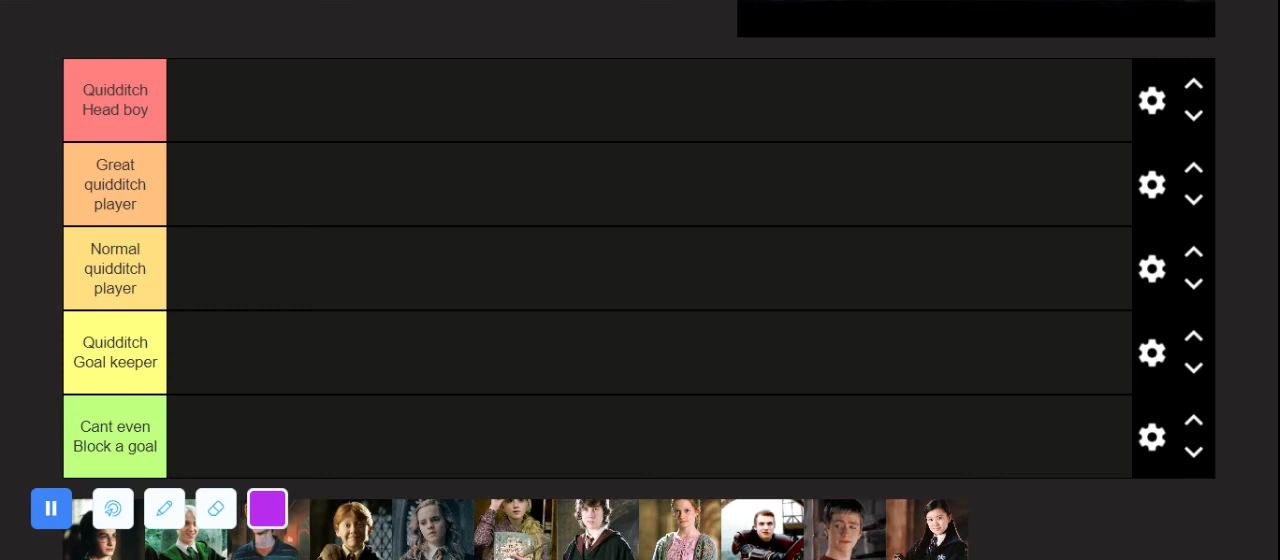 Quidditch
Head boy
Great
quidditch
player
Normal
quidditch
player
Quidditch
Goal keeper
Cant even
Block a goal